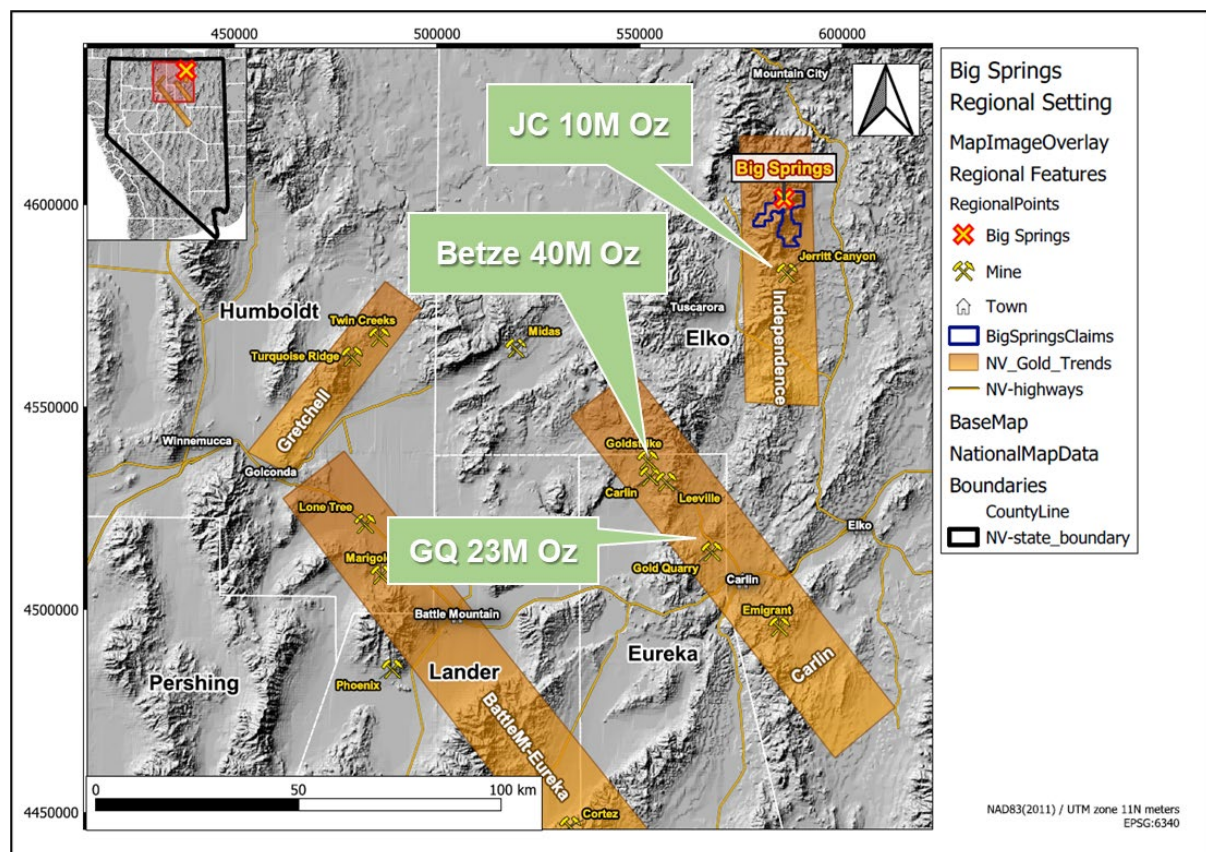 450000
500000
550000
600000
4600000
4550000
4500000
4450000
Mountain City
JC 10M Oz
Big Springs
Betze 40M Oz
Jerritt Canyon
Independence
Tuscarora
Humboldt
Twin Creeks
Turquoise Ridge
Midas
Elko
Getchell
Winnemucca
Golconda
Goldstrike
Carlin
Leeville
Lone Tree
Elko
GQ 23M Oz
Marigold
Gold Quarry
Carlin
Battle Mountain
Emigrant
Eureka
Carlin
Pershing
Lander
Phoenix
BattleMt-Eureka
Cortez
0 50 100 km
Big Springs
Regional Setting
MapImageOverlay
Regional Features
RegionalPoints
Big Springs
Mine
Town
BigSpringsClaims
NV_Gold_Trends
NV-highways
BaseMap
NationalMapData
Boundaries
CountyLine
NV-state_boundary
NAD83(2011) / UTM zone 11N meters
EPSG:6340